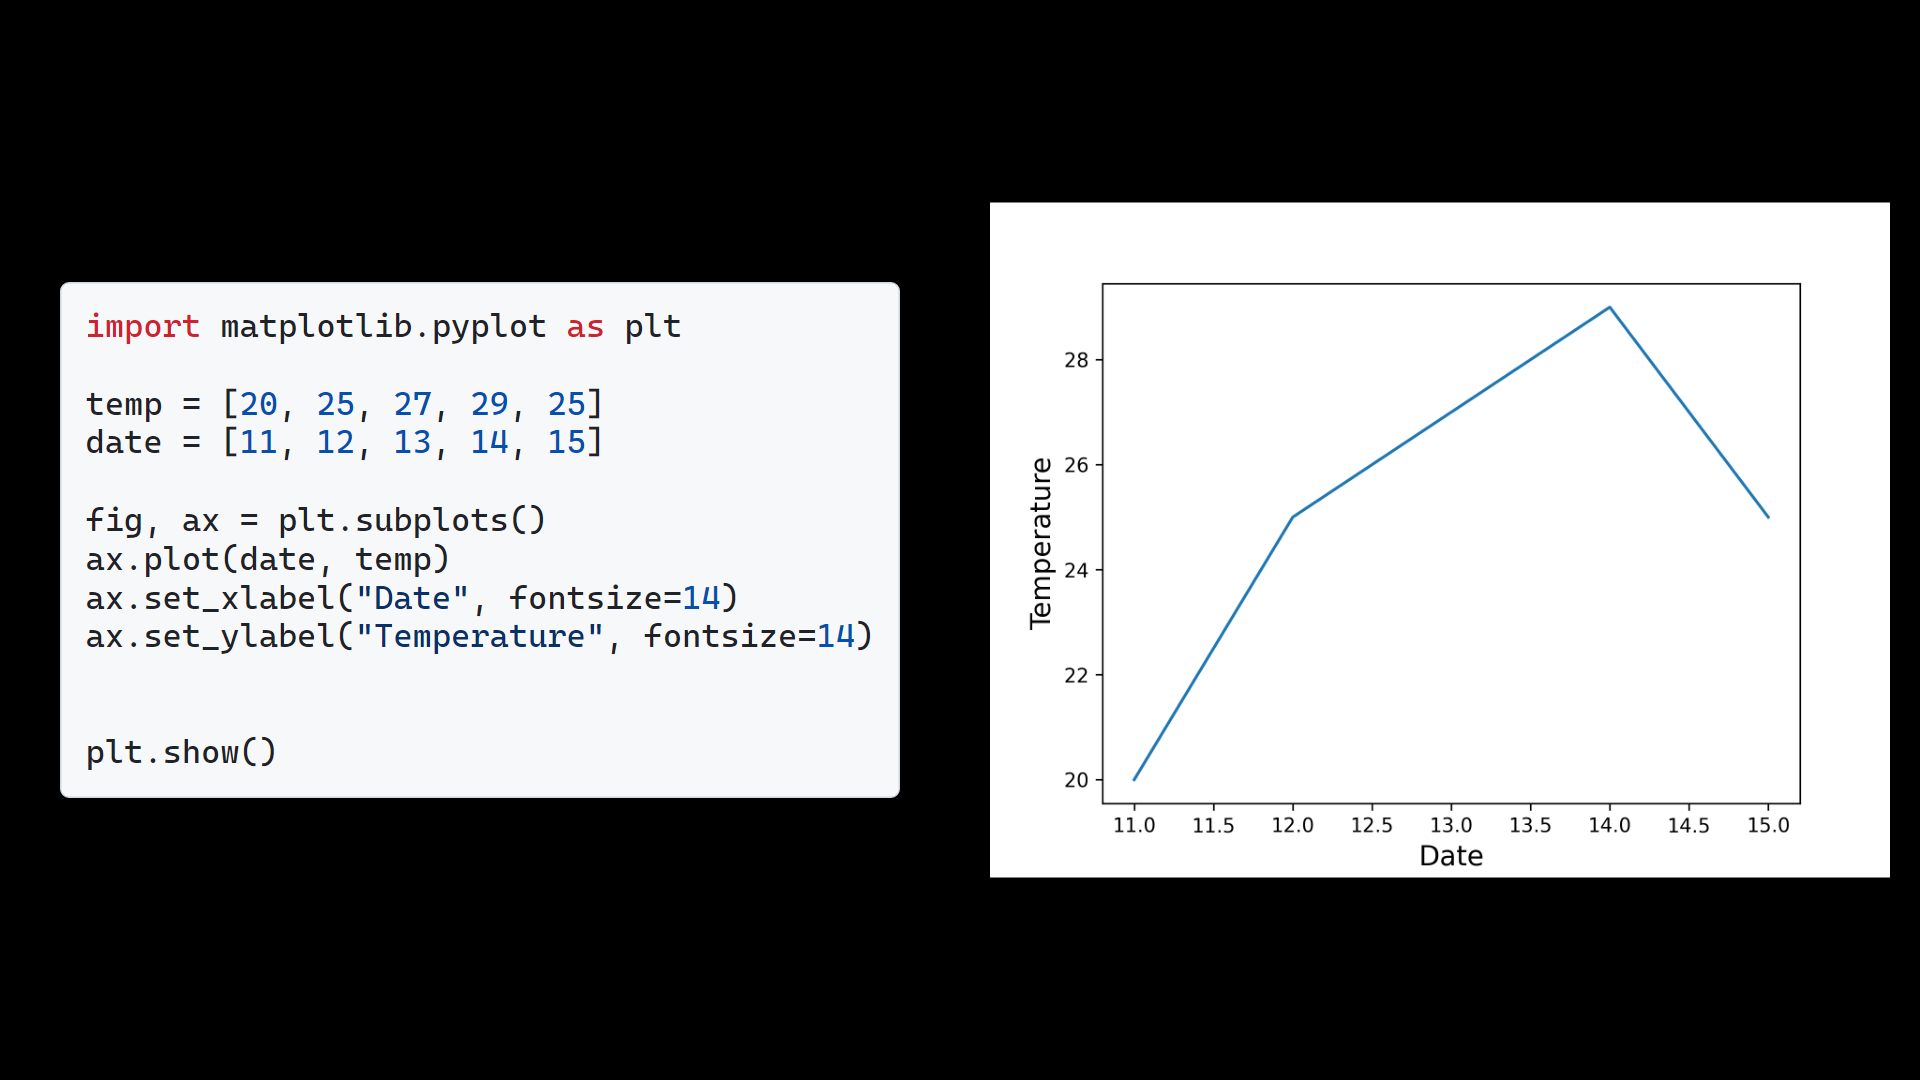 import matplotlib.pyplot as plt
temp = [20, 25, 27, 29, 25]
date = [11, 12, 13, 14, 15]
fig, ax = plt.subplots()
ax.plot(date, temp)
ax.set_xlabel("Date", fontsize=14)
ax.set_ylabel("Temperature", fontsize=14)
plt.show()
Temperature
28
26
24
22
20
11.0 11.5 12.0 12.5 13.0 13.5 14.0 14.5 15.0
Date